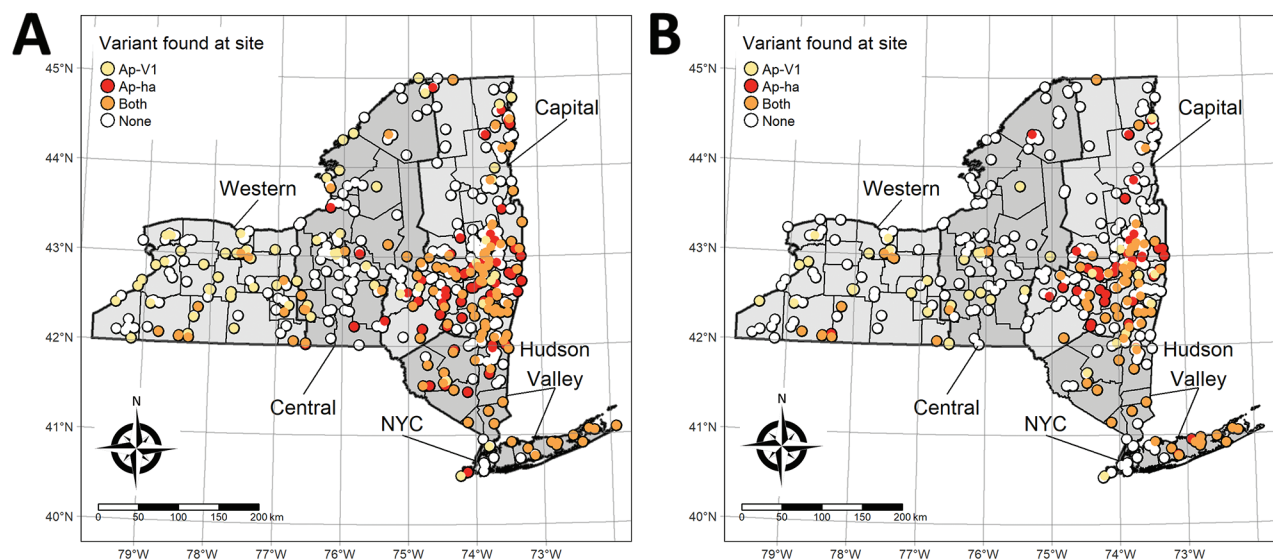 A
Variant found at site
Ap-V1
Ap-ha
Both
None
45°N
44°N
43°N
42°N
41°N
40°N
Capital
Western
Hudson
Valley
Central
NYC
N
0 50 100 150 200 km
79°W 78°W 77°W 76°W 75°W 74°W 73°W
B
Variant found at site
Ap-V1
Ap-ha
Both
None
45°N
44°N
43°N
42°N
41°N
40°N
Capital
Western
Hudson
Valley
Central
NYC
N
0 50 100 150 200 km
79°W 78°W 77°W 76°W 75°W 74°W 73°W